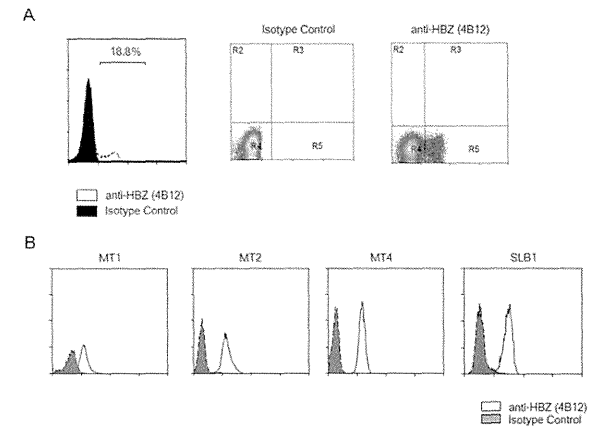 A
18.8%
Isotype Control
R2
R3
R4
R5
anti-HBZ (4B12)
R2
R3
R4
R5
anti-HBZ (4B12)
Isotype Control
B
MT1
MT2
MT4
SLB1
anti-HBZ (4B12)
Isotype Control